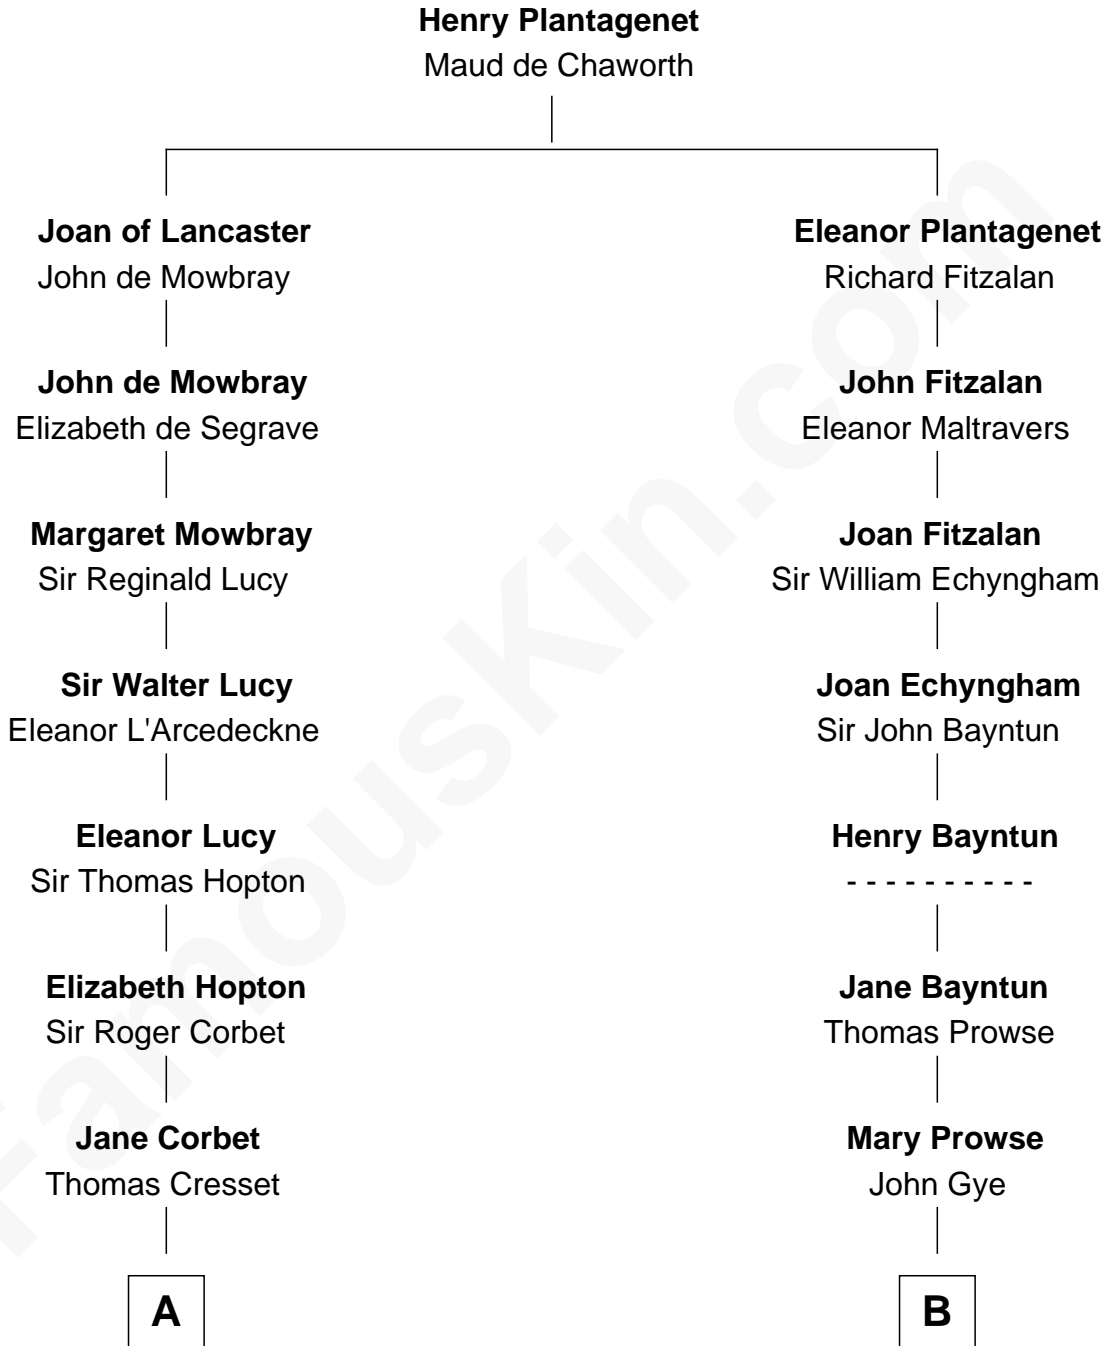 Henry Plantagenet
Maud de Chaworth
Joan of Lancaster
John de Mowbray
John de Mowbray
Elizabeth de Segrave
Margaret Mowbray
Sir Reginald Lucy
Sir Walter Lucy
Eleanor L'Arcedeckne
Eleanor Lucy
Sir Thomas Hopton
Elizabeth Hopton
Sir Roger Corbet
Jane Corbet
Thomas Cresset
A
Eleanor Plantagenet
Richard Fitzalan
John Fitzalan
Eleanor Maltravers
Joan Fitzalan
Sir William Echyngham
Joan Echyngham
Sir John Bayntun
Henry Bayntun
- - - - - - - - - -
Jane Bayntun
Thomas Prowse
Mary Prowse
John Gye
B
FamousKin.com